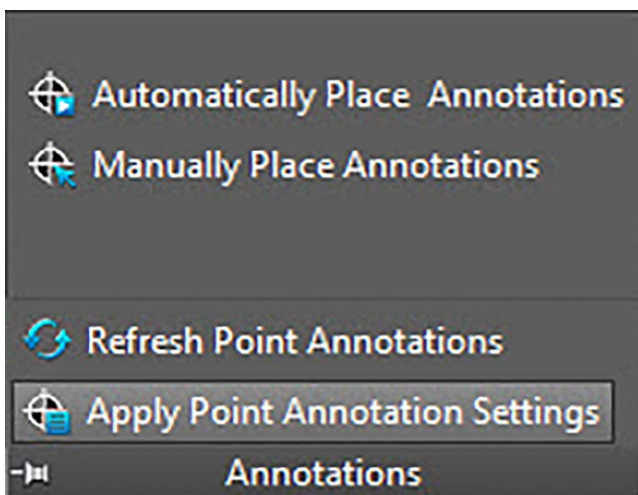 Automatically Place Annotations
Manually Place Annotations
Refresh Point Annotations
Apply Point Annotation Settings
Annotations